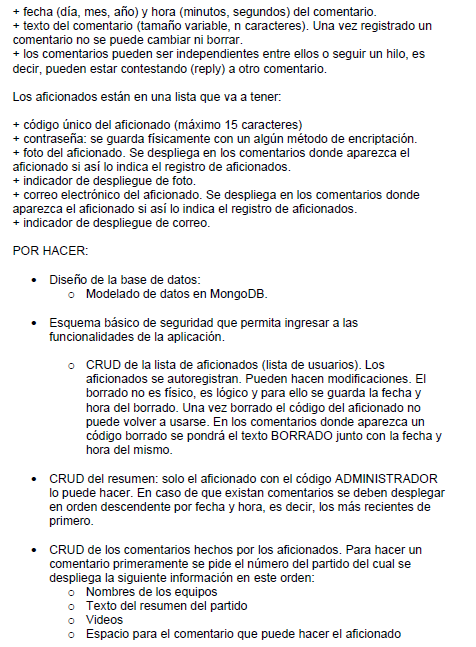 + fecha (día, mes, año) y hora (minutos, segundos) del comentario.
+ texto del comentario (tamaño variable, n caracteres). Una vez registrado un
comentario no se puede cambiar ni borrar.
+ los comentarios pueden ser independientes entre ellos o seguir un hilo, es
decir, pueden estar contestando (reply) a otro comentario.
Los aficionados están en una lista que va a tener:
+ código único del aficionado (máximo 15 caracteres)
+ contraseña: se guarda físicamente con un algún método de encriptación.
+ foto del aficionado. Se despliega en los comentarios donde aparezca el
aficionado si así lo indica el registro de aficionados.
+ indicador de despliegue de foto.
+ correo electrónico del aficionado. Se despliega en los comentarios donde
aparezca el aficionado si así lo indica el registro de aficionados.
+ indicador de despliegue de correo.
POR HACER:
• Diseño de la base de datos:
o Modelado de datos en MongoDB.
• Esquema básico de seguridad que permita ingresar a las
funcionalidades de la aplicación.
o CRUD de la lista de aficionados (lista de usuarios). Los
aficionados se autoregistran. Pueden hacen modificaciones. El
borrado no es físico, es lógico y para ello se guarda la fecha y
hora del borrado. Una vez borrado el código del aficionado no
puede volver a usarse. En los comentarios donde aparezca un
código borrado se pondrá el texto BORRADO junto con la fecha y
hora del mismo.
• CRUD del resumen: solo el aficionado con el código ADMINISTRADOR
lo puede hacer. En caso de que existan comentarios se deben desplegar
en orden descendente por fecha y hora, es decir, los más recientes de
primero.
• CRUD de los comentarios hechos por los aficionados. Para hacer un
comentario primeramente se pide el número del partido del cual se
despliega la siguiente información en este orden:
o Nombres de los equipos
o Texto del resumen del partido
o Videos
o Espacio para el comentario que puede hacer el aficionado